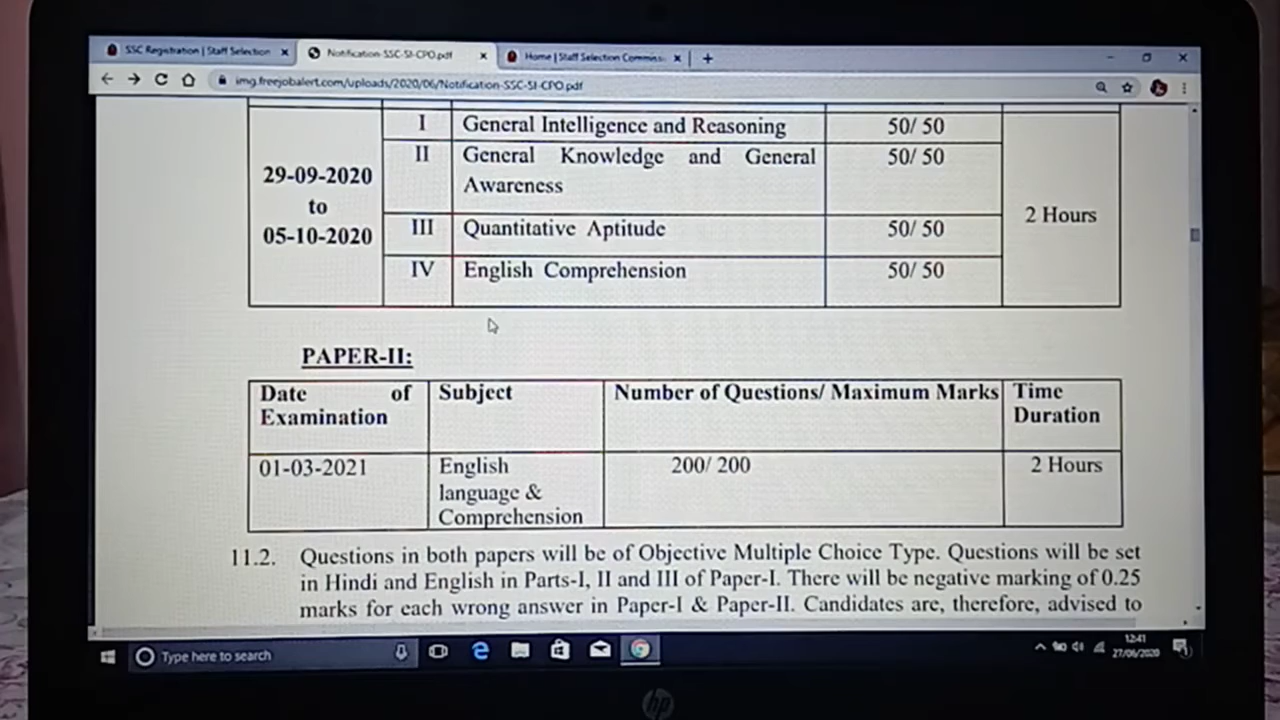 SSC Registration | Staff Selection
Notification-SSC-SI-CPO.pdf
Home | Staff Selection Commiss
img.freejobalert.com/uploads/2020/06/Notification-SSC-SI-CPO.pdf
29-09-2020
to
05-10-2020
I General Intelligence and Reasoning 50/ 50
II General Knowledge and General 50/ 50
Awareness
III Quantitative Aptitude 50/ 50
IV English Comprehension 50/ 50
2 Hours
PAPER-II:
Date of Subject Number of Questions/ Maximum Marks Time
Examination Duration
01-03-2021 English 200/ 200 2 Hours
language &
Comprehension
11.2. Questions in both papers will be of Objective Multiple Choice Type. Questions will be set
in Hindi and English in Parts-I, II and III of Paper-I. There will be negative marking of 0.25
marks for each wrong answer in Paper-I & Paper-II. Candidates are, therefore, advised to
Type here to search
12:41
27/06/2020
hp